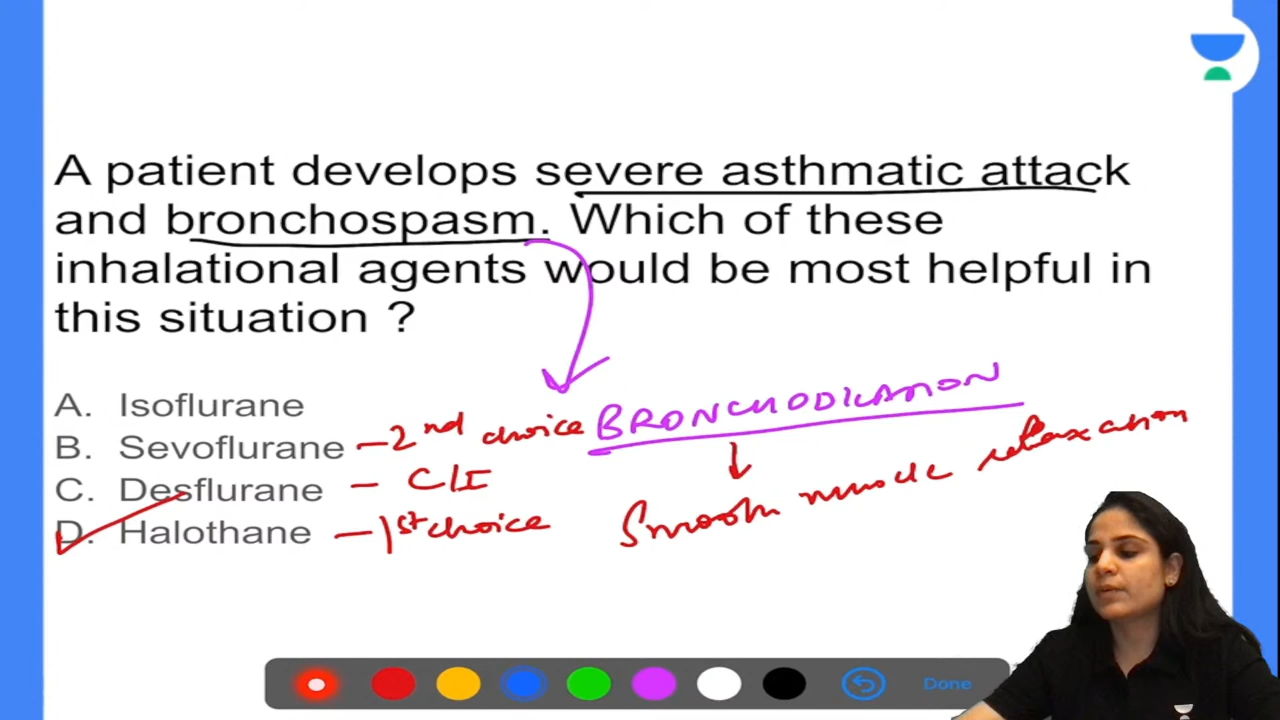 A patient develops severe asthmatic attack
and bronchospasm. Which of these
inhalational agents would be most helpful in
this situation ?
A. Isoflurane
B. Sevoflurane - 2nd choice
C. Desflurane - C/I
D. Halothane - 1st choice
BRONCHODILATION
Smooth muscle relaxation
Done